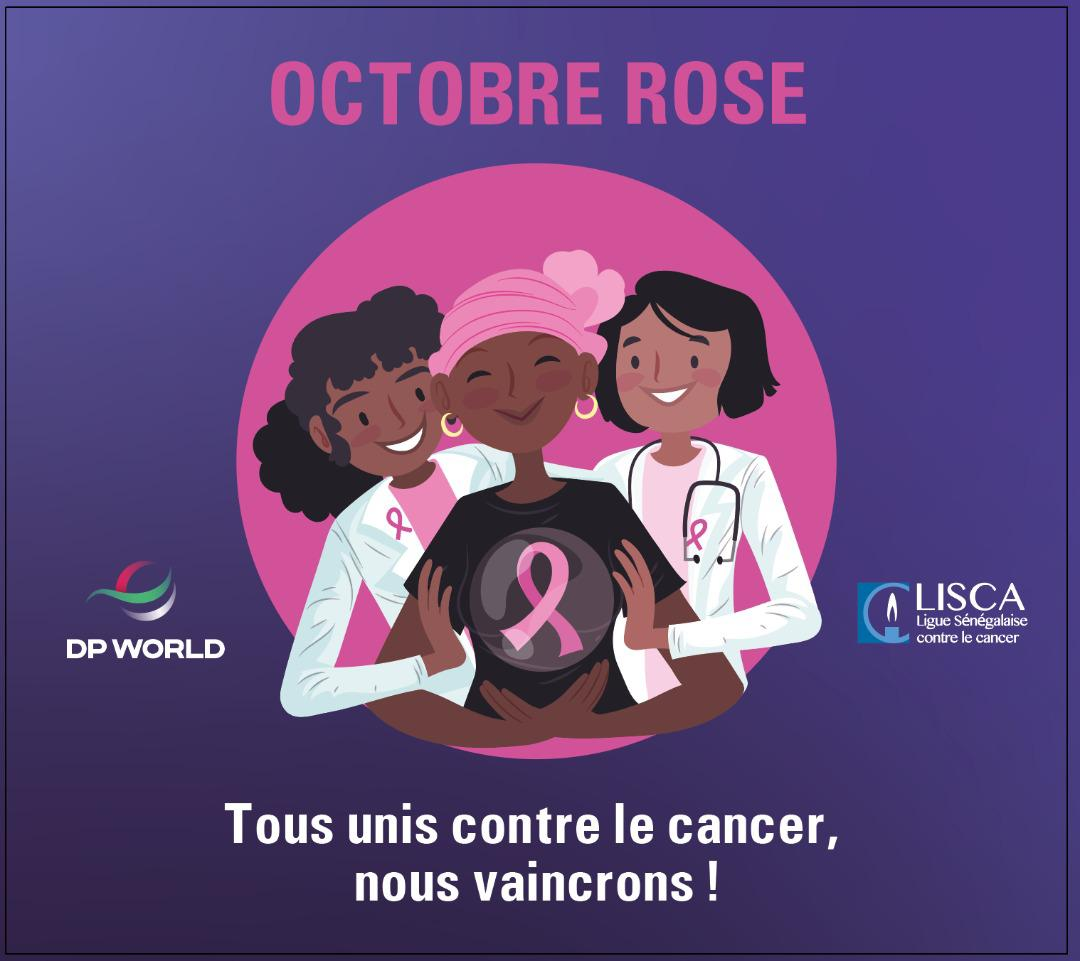 OCTOBRE ROSE
DP WORLD
LISCA
Ligue Sénégalaise
contre le cancer
Tous unis contre le cancer,
nous vaincrons !